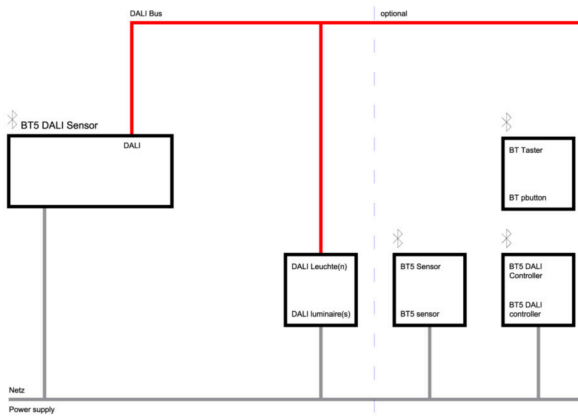 DALI Bus
optional
BT5 DALI Sensor
DALI
BT Taster
BT pbutton
DALI Leuchte(n)
DALI luminaire(s)
BT5 Sensor
BT5 sensor
BT5 DALI
Controller
BT5 DALI
controller
Netz
Power supply